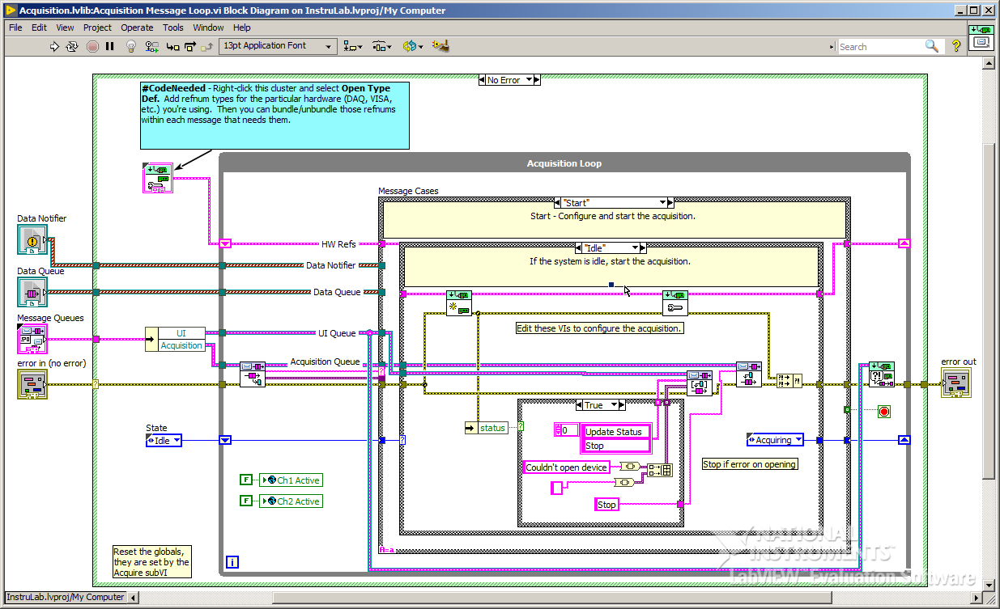 Acquisition.lvlib:Acquisition Message Loop.vi Block Diagram on InstruLab.lvproj/My Computer
File Edit View Project Operate Tools Window Help
13pt Application Font
Search
No Error
#CodeNeeded - Right-click this cluster and select Open Type
Def. Add refnum types for the particular hardware (DAQ, VISA,
etc.) you're using. Then you can bundle/unbundle those refnums
within each message that needs them.
Acquisition Loop
Message Cases
"Start"
Start - Configure and start the acquisition.
Data Notifier
HW Refs
"Idle"
If the system is idle, start the acquisition.
Data Notifier
Data Queue
Data Queue
Message Queues
UI
Acquisition
UI Queue
Edit these VIs to configure the acquisition.
error in (no error)
Acquisition Queue
error out
True
State
Idle
status
0
Update Status
Stop
Acquiring
Couldn't open device
Stop if error on opening
F
Ch1 Active
F
Ch2 Active
Stop
A=a
i
Reset the globals,
they are set by the
Acquire subVI
NATIONAL
INSTRUMENTS
LabVIEW Evaluation Software
InstruLab.lvproj/My Computer